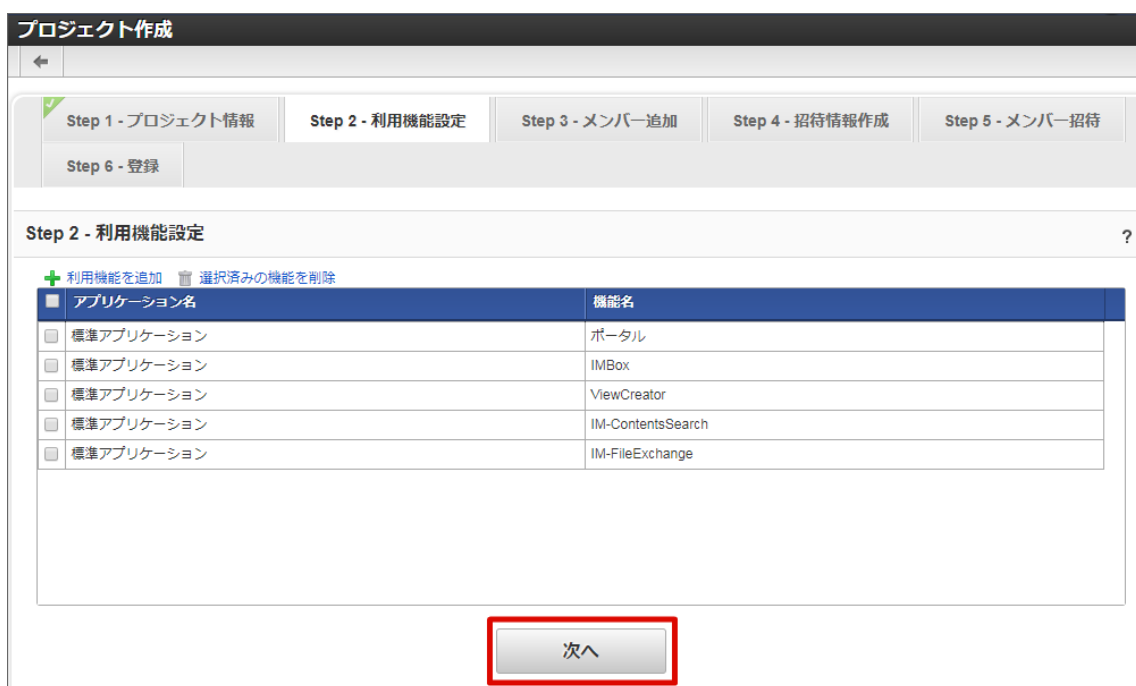 プロジェクト作成
Step 1 - プロジェクト情報 Step 2 - 利用機能設定 Step 3 - メンバー追加 Step 4 - 招待情報作成 Step 5 - メンバー招待
Step 6 - 登録
Step 2 - 利用機能設定 ?
利用機能を追加 選択済みの機能を削除
アプリケーション名 機能名
標準アプリケーション ポータル
標準アプリケーション IMBox
標準アプリケーション ViewCreator
標準アプリケーション IM-ContentsSearch
標準アプリケーション IM-FileExchange
次へ